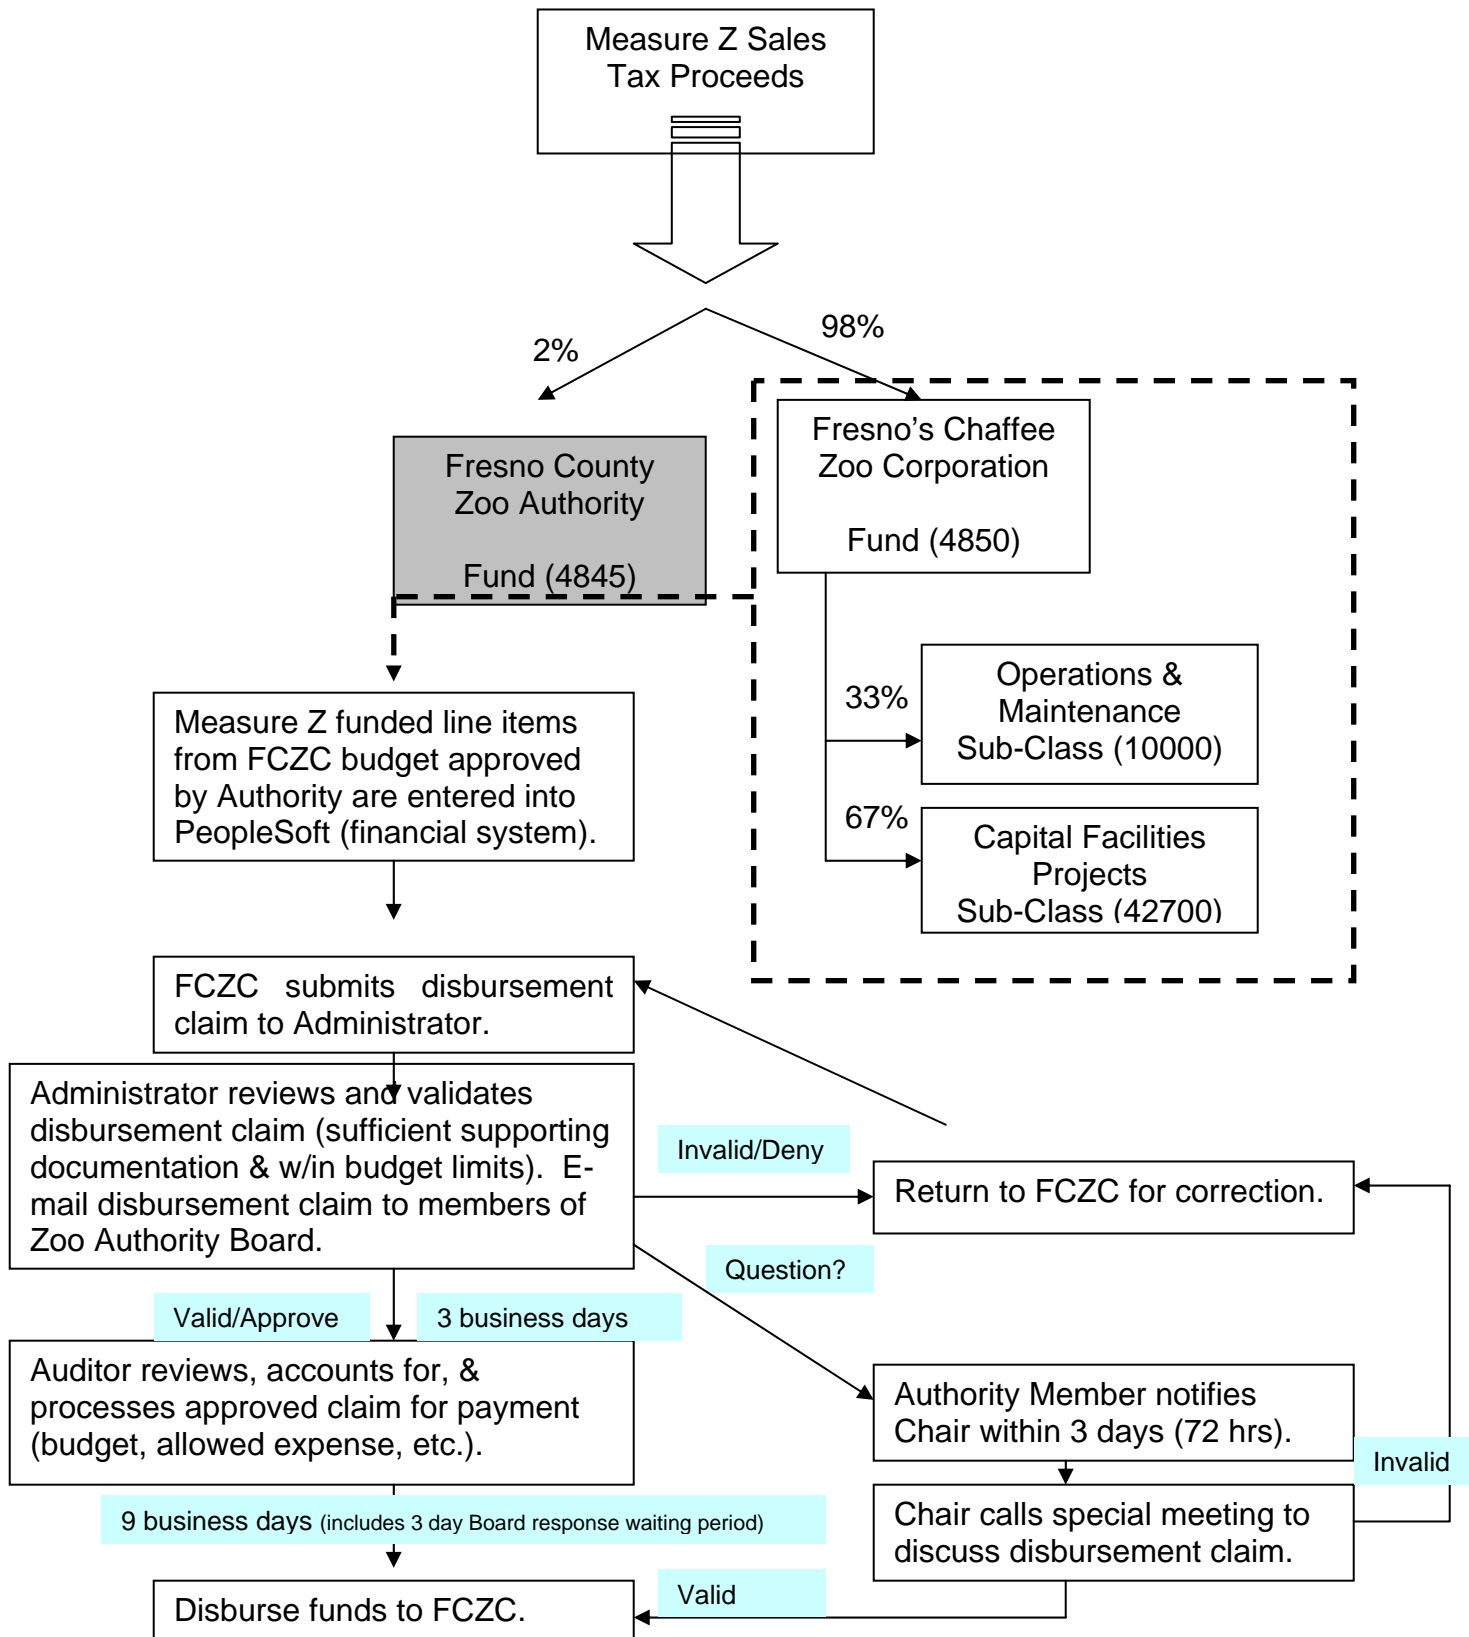 Measure Z Sales
Tax Proceeds
2%
98%
Fresno County
Zoo Authority
Fund (4845)
Fresno’s Chaffee
Zoo Corporation
Fund (4850)
33%
Operations &
Maintenance
Sub-Class (10000)
67%
Capital Facilities
Projects
Sub-Class (42700)
Measure Z funded line items
from FCZC budget approved
by Authority are entered into
PeopleSoft (financial system).
FCZC submits disbursement
claim to Administrator.
Administrator reviews and validates
disbursement claim (sufficient supporting
documentation & w/in budget limits). E-
mail disbursement claim to members of
Zoo Authority Board.
Invalid/Deny
Return to FCZC for correction.
Question?
Valid/Approve
3 business days
Auditor reviews, accounts for, &
processes approved claim for payment
(budget, allowed expense, etc.).
Authority Member notifies
Chair within 3 days (72 hrs).
Invalid
9 business days (includes 3 day Board response waiting period)
Chair calls special meeting to
discuss disbursement claim.
Valid
Disburse funds to FCZC.